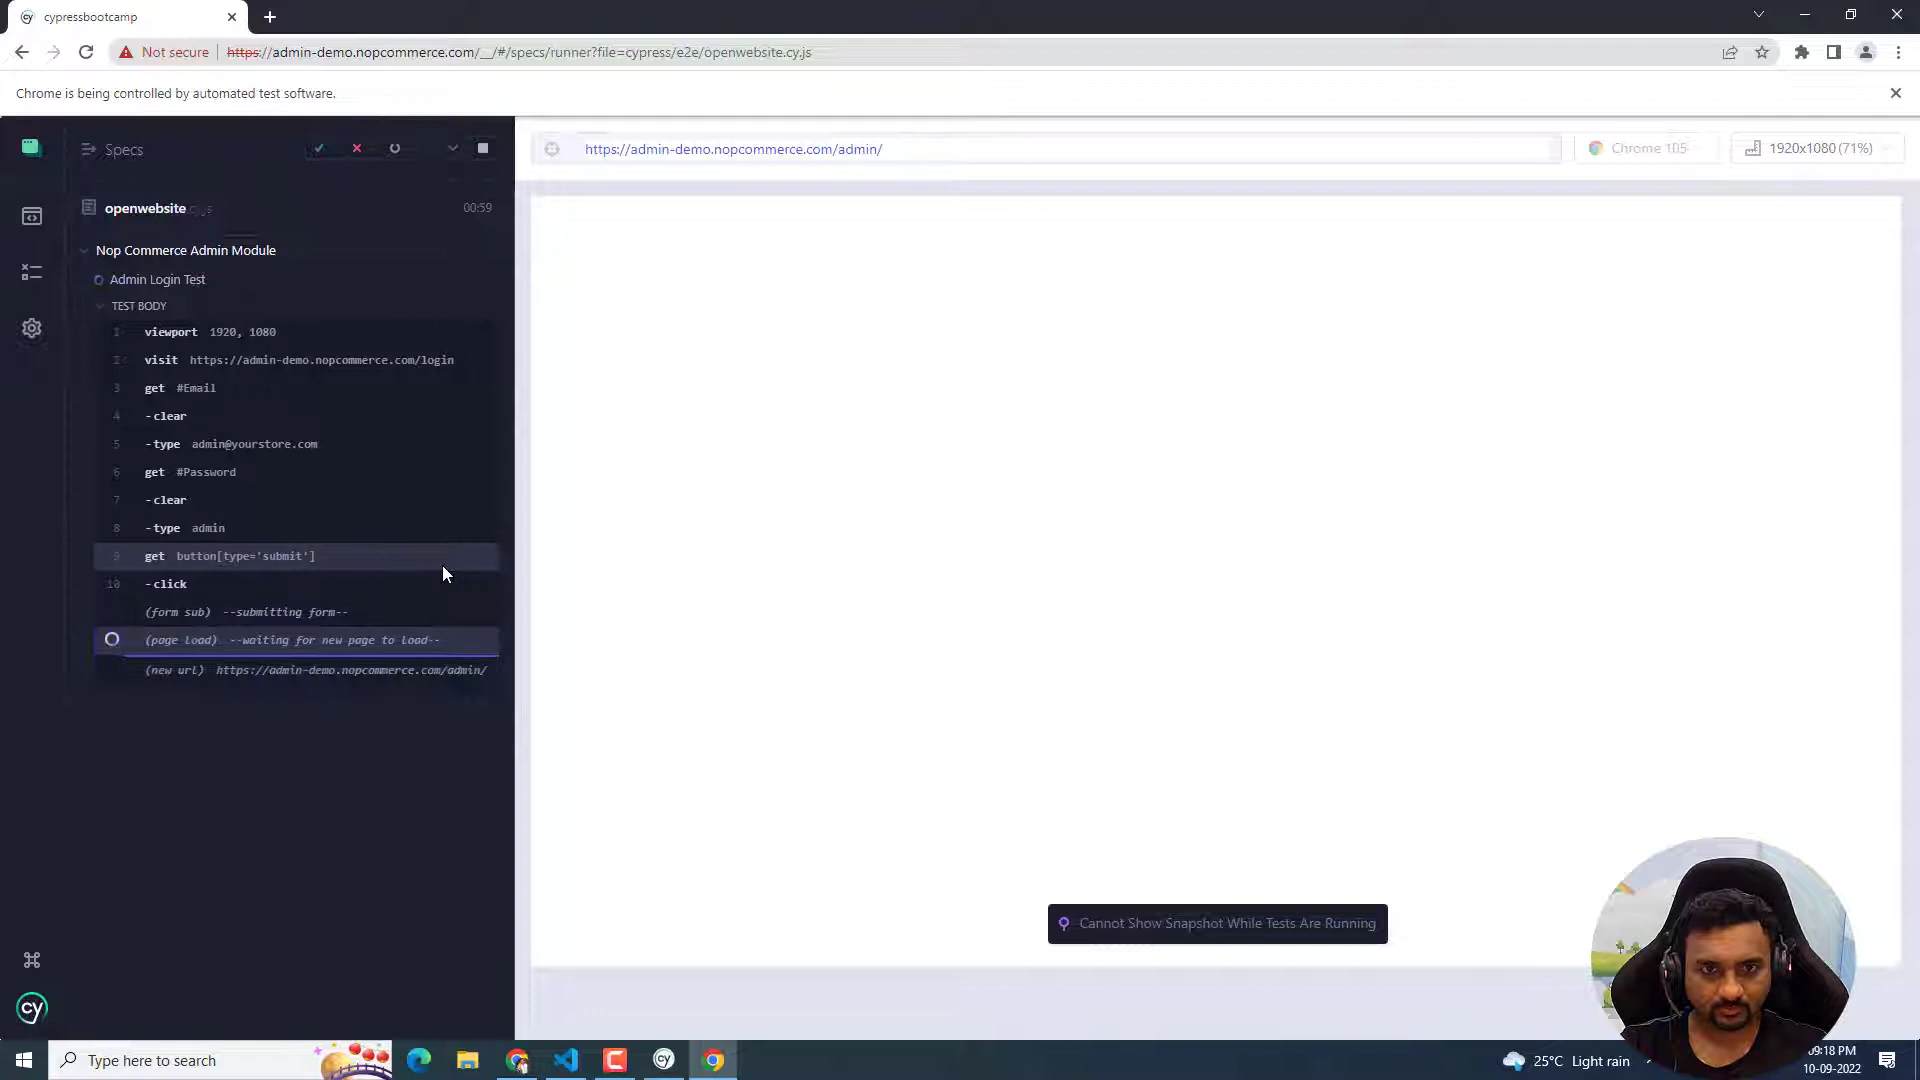 cypressbootcamp
Not secure
https://admin-demo.nopcommerce.com/__/#/specs/runner?file=cypress/e2e/openwebsite.cy.js
Chrome is being controlled by automated test software.
Specs
https://admin-demo.nopcommerce.com/admin/
Chrome 105
1920x1080 (71%)
openwebsite.cy.js
00:59
Nop Commerce Admin Module
Admin Login Test
TEST BODY
1 viewport 1920, 1080
2 visit https://admin-demo.nopcommerce.com/login
3 get #Email
4 -clear
5 -type admin@yourstore.com
6 get #Password
7 -clear
8 -type admin
9 get button[type='submit']
10 -click
(form sub) --submitting form--
(page load) --waiting for new page to load--
(new url) https://admin-demo.nopcommerce.com/admin/
Cannot Show Snapshot While Tests Are Running
cy
Type here to search
25°C Light rain
09:18 PM
10-09-2022